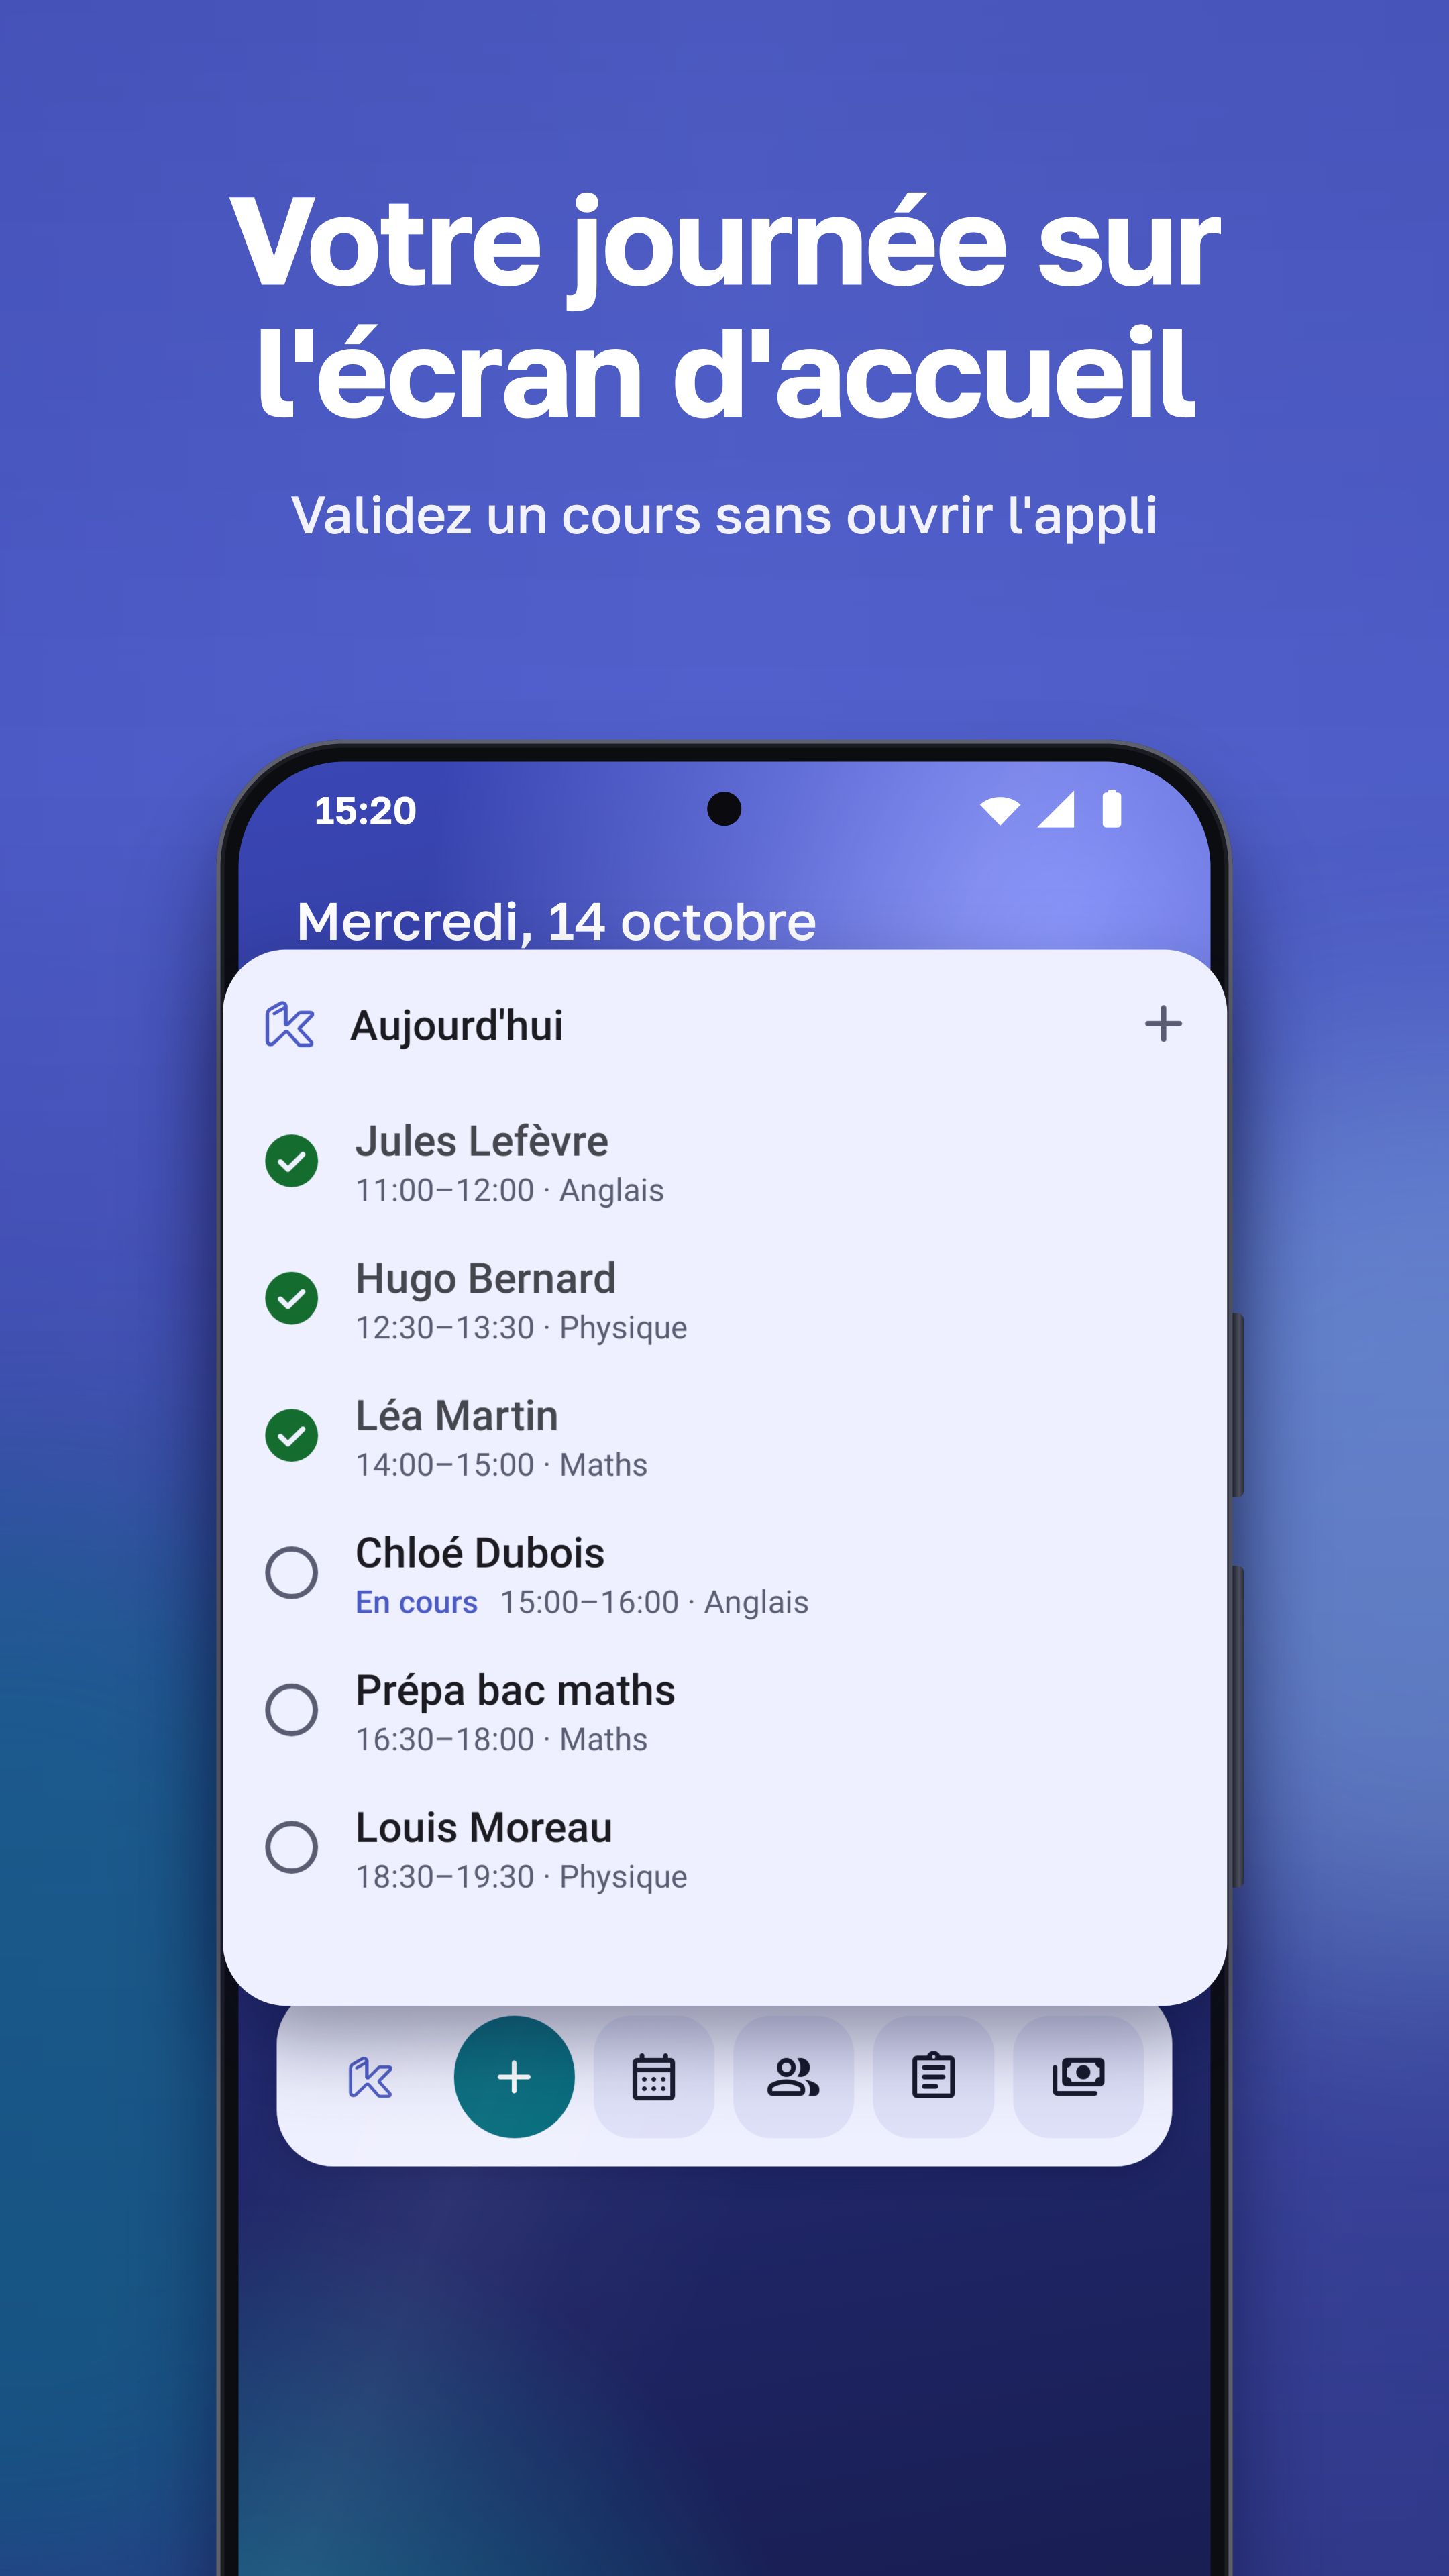 Votre journée sur
l'écran d'accueil
Validez un cours sans ouvrir l'appli
15:20
Mercredi, 14 octobre
Aujourd'hui
Jules Lefèvre
11:00–12:00 · Anglais
Hugo Bernard
12:30–13:30 · Physique
Léa Martin
14:00–15:00 · Maths
Chloé Dubois
En cours 15:00–16:00 · Anglais
Prépa bac maths
16:30–18:00 · Maths
Louis Moreau
18:30–19:30 · Physique